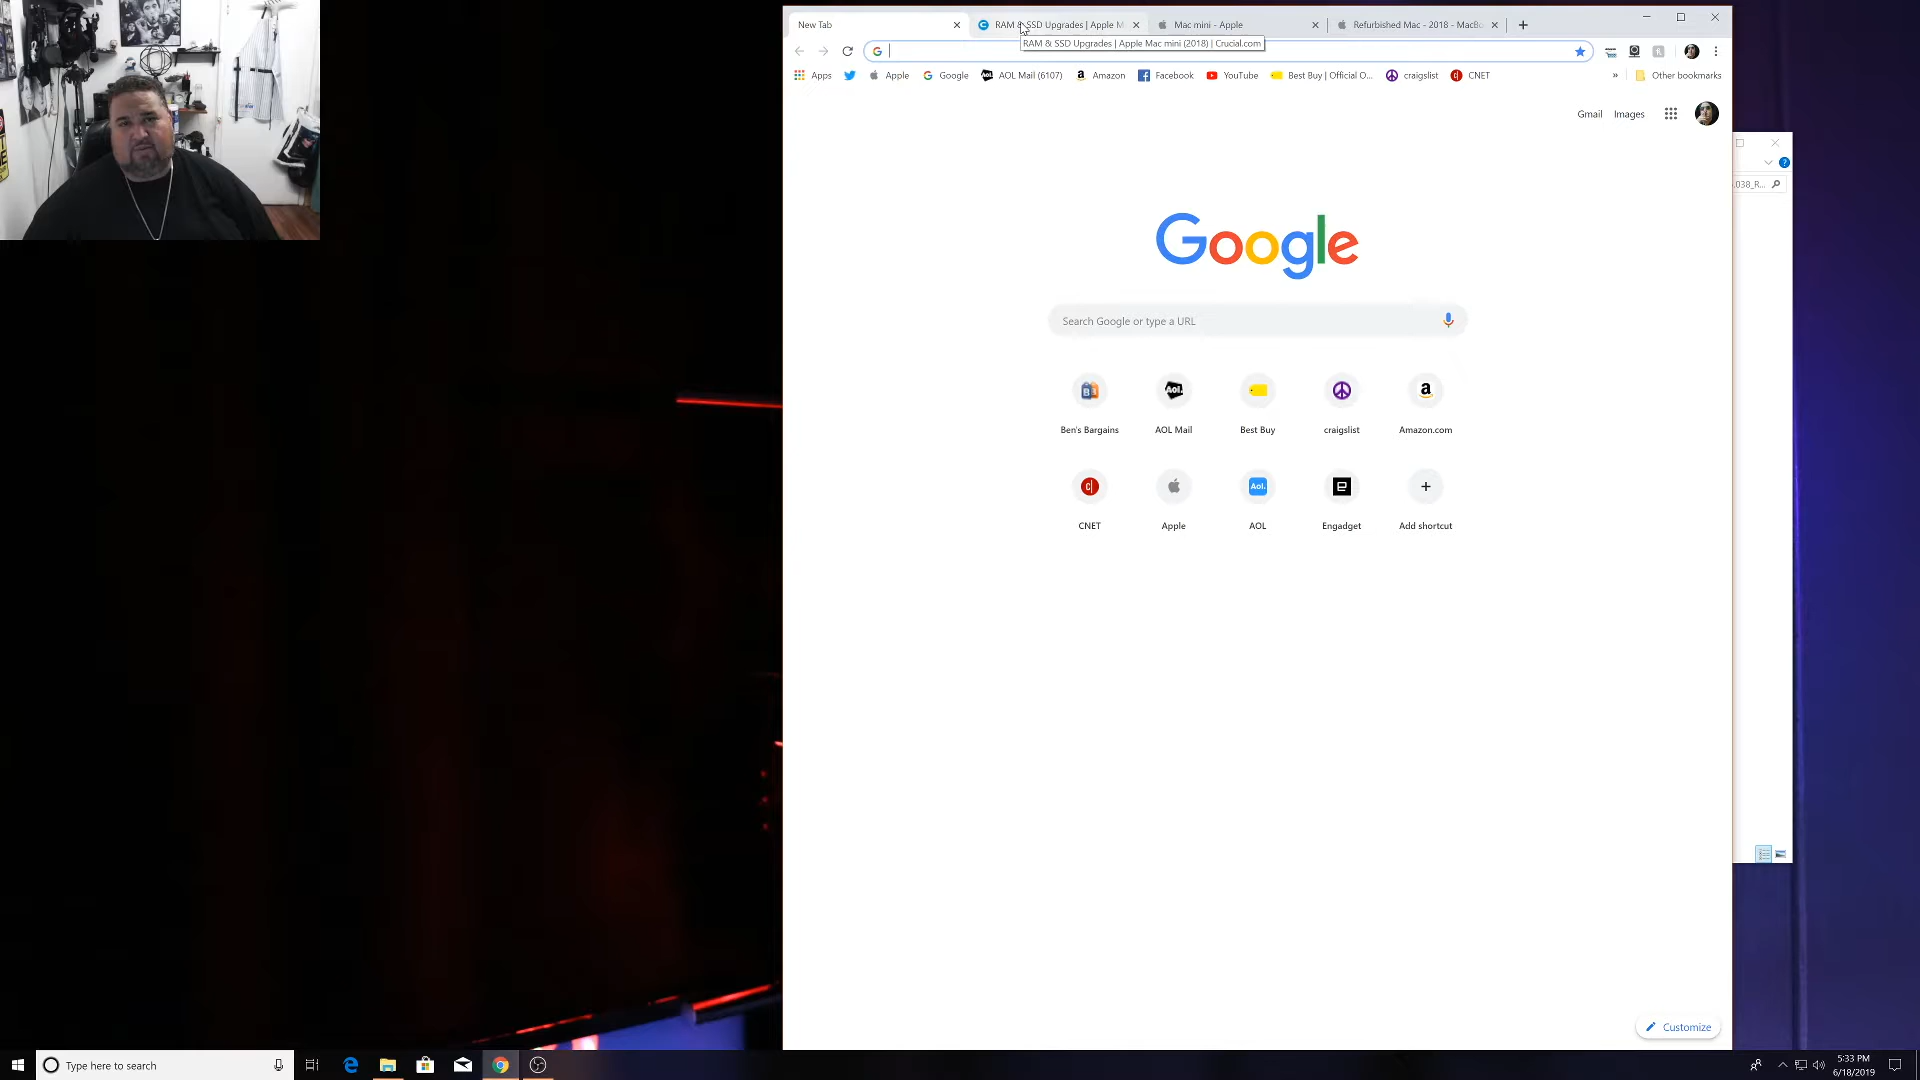 New Tab
RAM & SSD Upgrades | Apple M
Mac mini - Apple
Refurbished Mac - 2018 - MacBo
RAM & SSD Upgrades | Apple Mac mini (2018) | Crucial.com
Apps
Apple
Google
AOL Mail (6107)
Amazon
Facebook
YouTube
Best Buy | Official O...
craigslist
CNET
»
Other bookmarks
Gmail
Images
Google
Search Google or type a URL
Ben's Bargains
AOL Mail
Best Buy
craigslist
Amazon.com
CNET
Apple
AOL
Engadget
Add shortcut
Customize
Type here to search
5:33 PM
6/18/2019